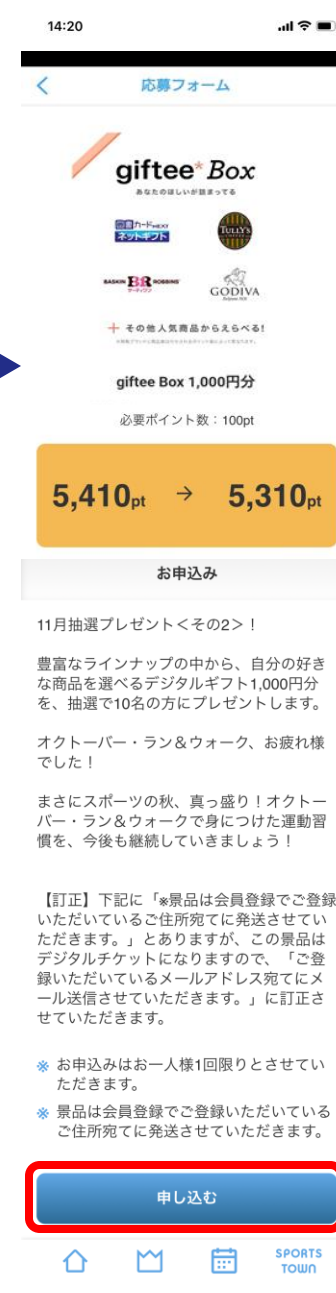 14:20
応募フォーム
giftee* Box
あなたのほしいが詰まってる
図書カードNEXT
ネットギフト
TULLY'S
COFFEE
BASKIN BR ROBBINS
サーティワン
GODIVA
Belgium 1926
+ その他人気商品からえらべる!
giftee Box 1,000円分
必要ポイント数：100pt
5,410pt → 5,310pt
お申込み
11月抽選プレゼント＜その2＞！
豊富なラインナップの中から、自分の好き
な商品を選べるデジタルギフト1,000円分
を、抽選で10名の方にプレゼントします。
オクトーバー・ラン＆ウォーク、お疲れ様
でした！
まさにスポーツの秋、真っ盛り！オクトー
バー・ラン＆ウォークで身につけた運動習
慣を、今後も継続していきましょう！
【訂正】下記に「※景品は会員登録でご登録
いただいているご住所宛てに発送させてい
ただきます。」とありますが、この景品は
デジタルチケットになりますので、「ご登
録いただいているメールアドレス宛てにメ
ール送信させていただきます。」に訂正さ
せていただきます。
※ お申込みはお一人様1回限りとさせてい
ただきます。
※ 景品は会員登録でご登録いただいている
ご住所宛てに発送させていただきます。
申し込む
SPORTS
TOWN